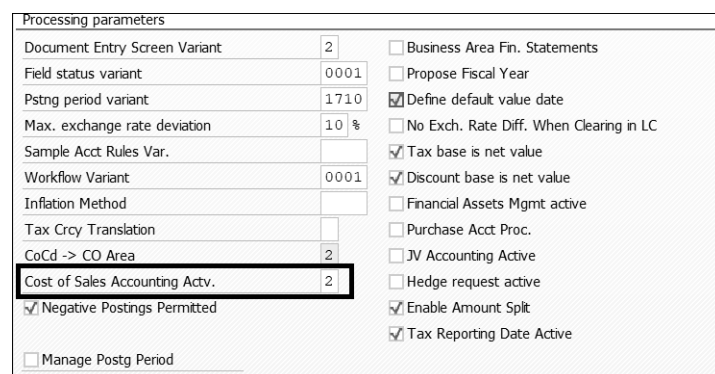 Processing parameters
Document Entry Screen Variant 2
Business Area Fin. Statements
Field status variant 0001
Propose Fiscal Year
Pstng period variant 1710
Define default value date
Max. exchange rate deviation 10 %
No Exch. Rate Diff. When Clearing in LC
Sample Acct Rules Var.
Tax base is net value
Workflow Variant 0001
Discount base is net value
Inflation Method
Financial Assets Mgmt active
Tax Crcy Translation
Purchase Acct Proc.
CoCd -> CO Area 2
JV Accounting Active
Cost of Sales Accounting Actv. 2
Hedge request active
Negative Postings Permitted
Enable Amount Split
Tax Reporting Date Active
Manage Postg Period